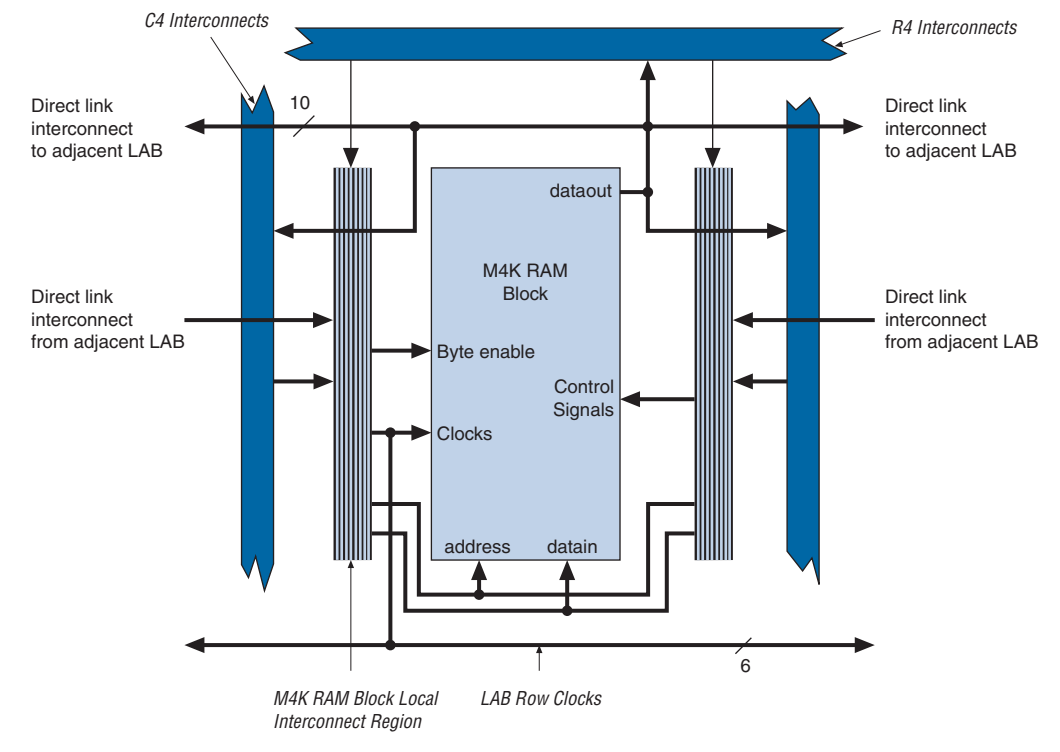 C4 Interconnects
R4 Interconnects
Direct link
interconnect
to adjacent LAB
10
Direct link
interconnect
to adjacent LAB
dataout
M4K RAM
Block
Direct link
interconnect
from adjacent LAB
Direct link
interconnect
from adjacent LAB
Byte enable
Control
Signals
Clocks
address
datain
6
M4K RAM Block Local
Interconnect Region
LAB Row Clocks